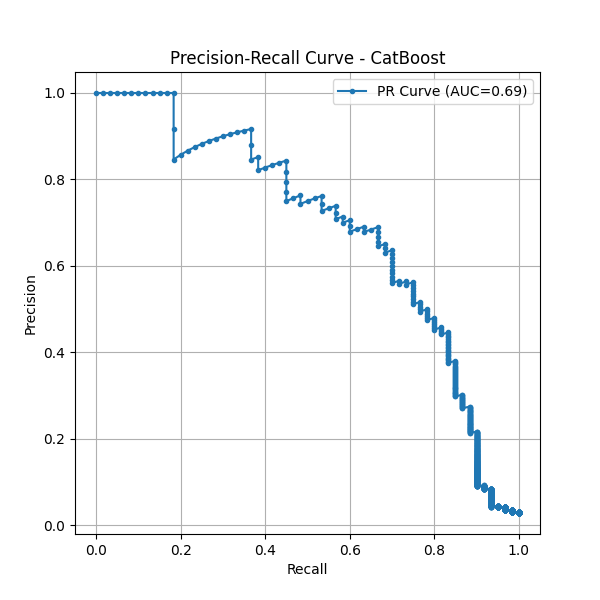 Precision-Recall Curve - CatBoost
PR Curve (AUC=0.69)
1.0
0.8
0.6
0.4
0.2
0.0
Precision
0.0 0.2 0.4 0.6 0.8 1.0
Recall